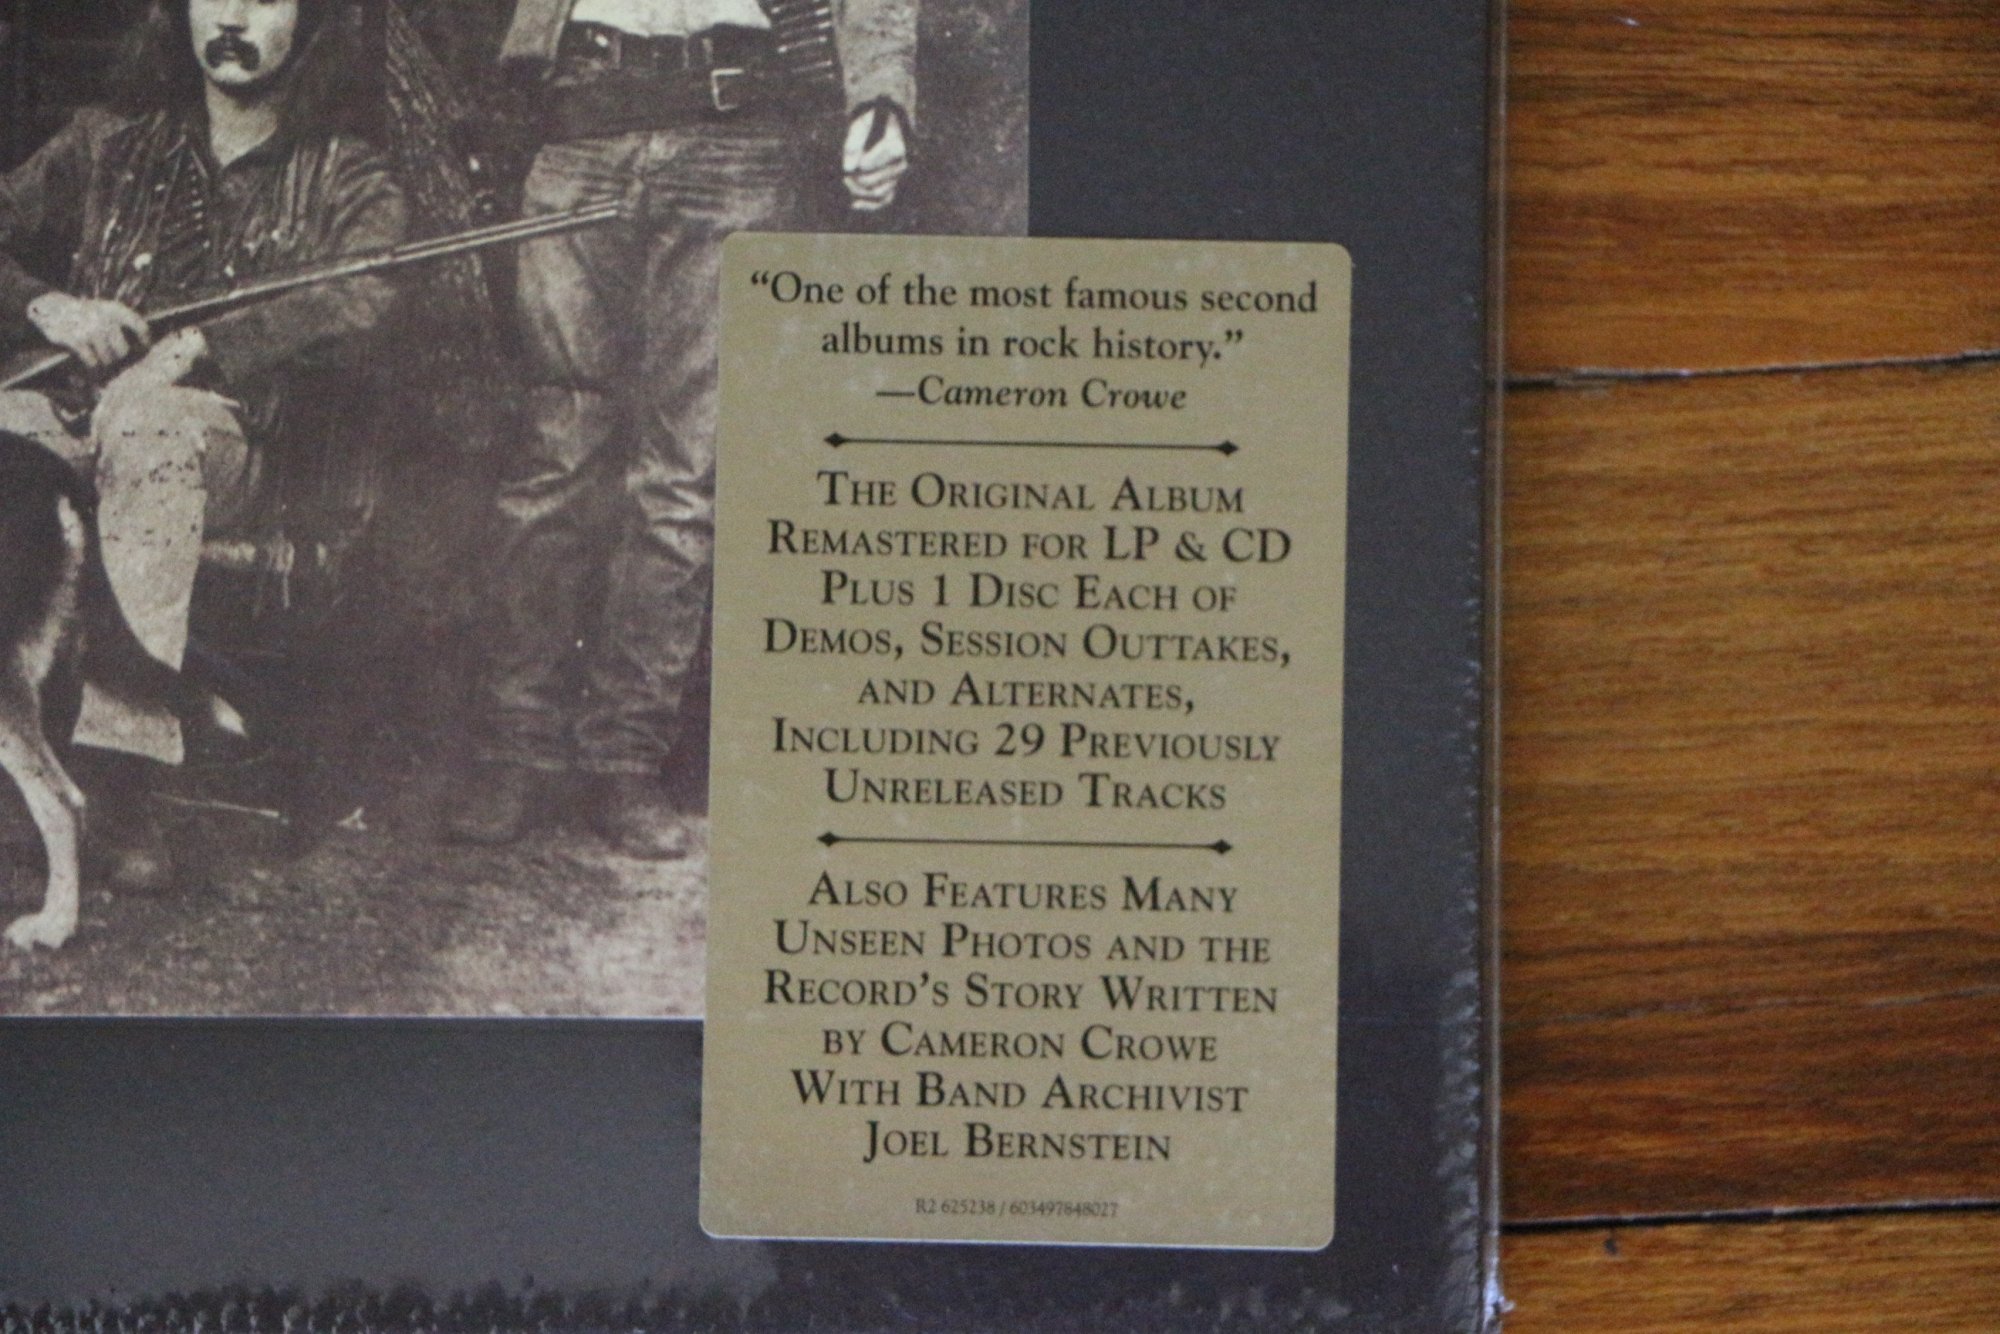 “One of the most famous second
albums in rock history.”
—Cameron Crowe
The Original Album
Remastered for LP & CD
Plus 1 Disc Each of
Demos, Session Outtakes,
and Alternates,
Including 29 Previously
Unreleased Tracks
Also Features Many
Unseen Photos and the
Record’s Story Written
by Cameron Crowe
With Band Archivist
Joel Bernstein
R2 625238 / 603497848027